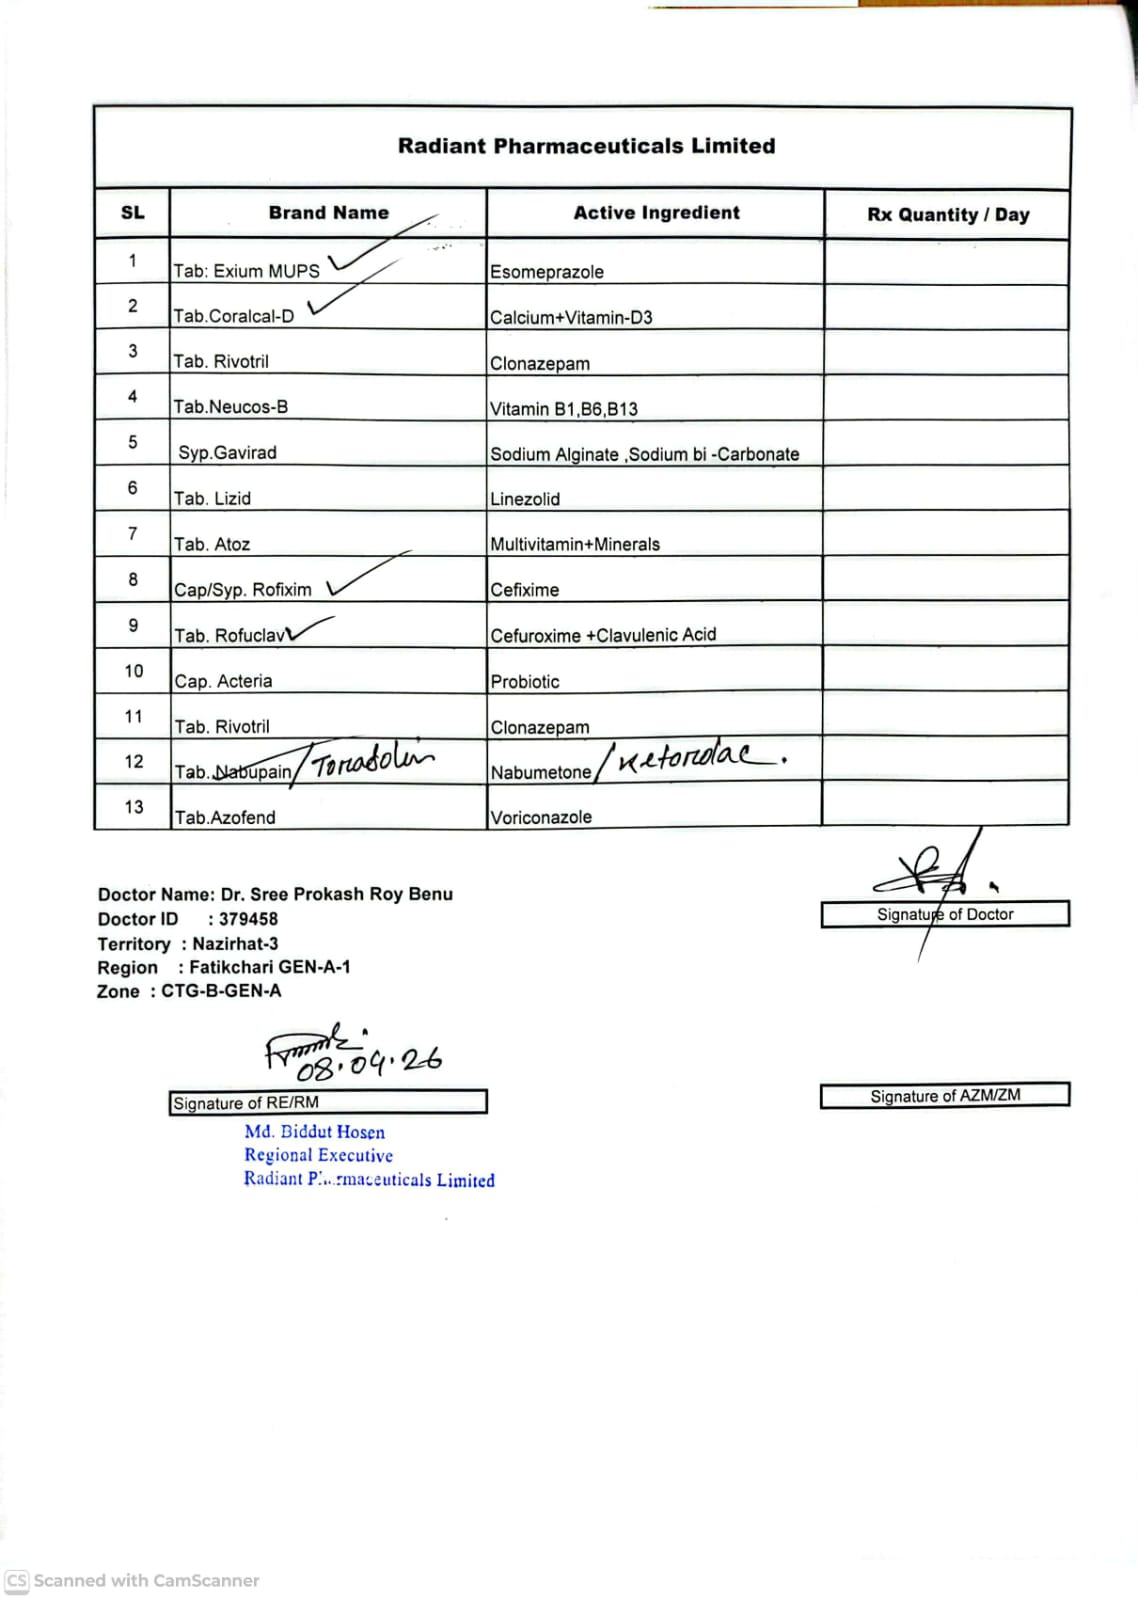 Radiant Pharmaceuticals Limited
SL Brand Name Active Ingredient Rx Quantity / Day
1 Tab: Exium MUPS Esomeprazole
2 Tab.Coralcal-D Calcium+Vitamin-D3
3 Tab. Rivotril Clonazepam
4 Tab.Neucos-B Vitamin B1,B6,B13
5 Syp.Gavirad Sodium Alginate ,Sodium bi -Carbonate
6 Tab. Lizid Linezolid
7 Tab. Atoz Multivitamin+Minerals
8 Cap/Syp. Rofixim Cefixime
9 Tab. Rofuclav Cefuroxime +Clavulenic Acid
10 Cap. Acteria Probiotic
11 Tab. Rivotril Clonazepam
12 Tab. Nabupain/Toradolin Nabumetone/Ketorolac.
13 Tab.Azofend Voriconazole
Doctor Name: Dr. Sree Prokash Roy Benu
Doctor ID : 379458
Signature of Doctor
Territory : Nazirhat-3
Region : Fatikchari GEN-A-1
Zone : CTG-B-GEN-A
08.09.26
Signature of RE/RM
Signature of AZM/ZM
Md. Biddut Hosen
Regional Executive
Radiant Pharmaceuticals Limited
CS Scanned with CamScanner